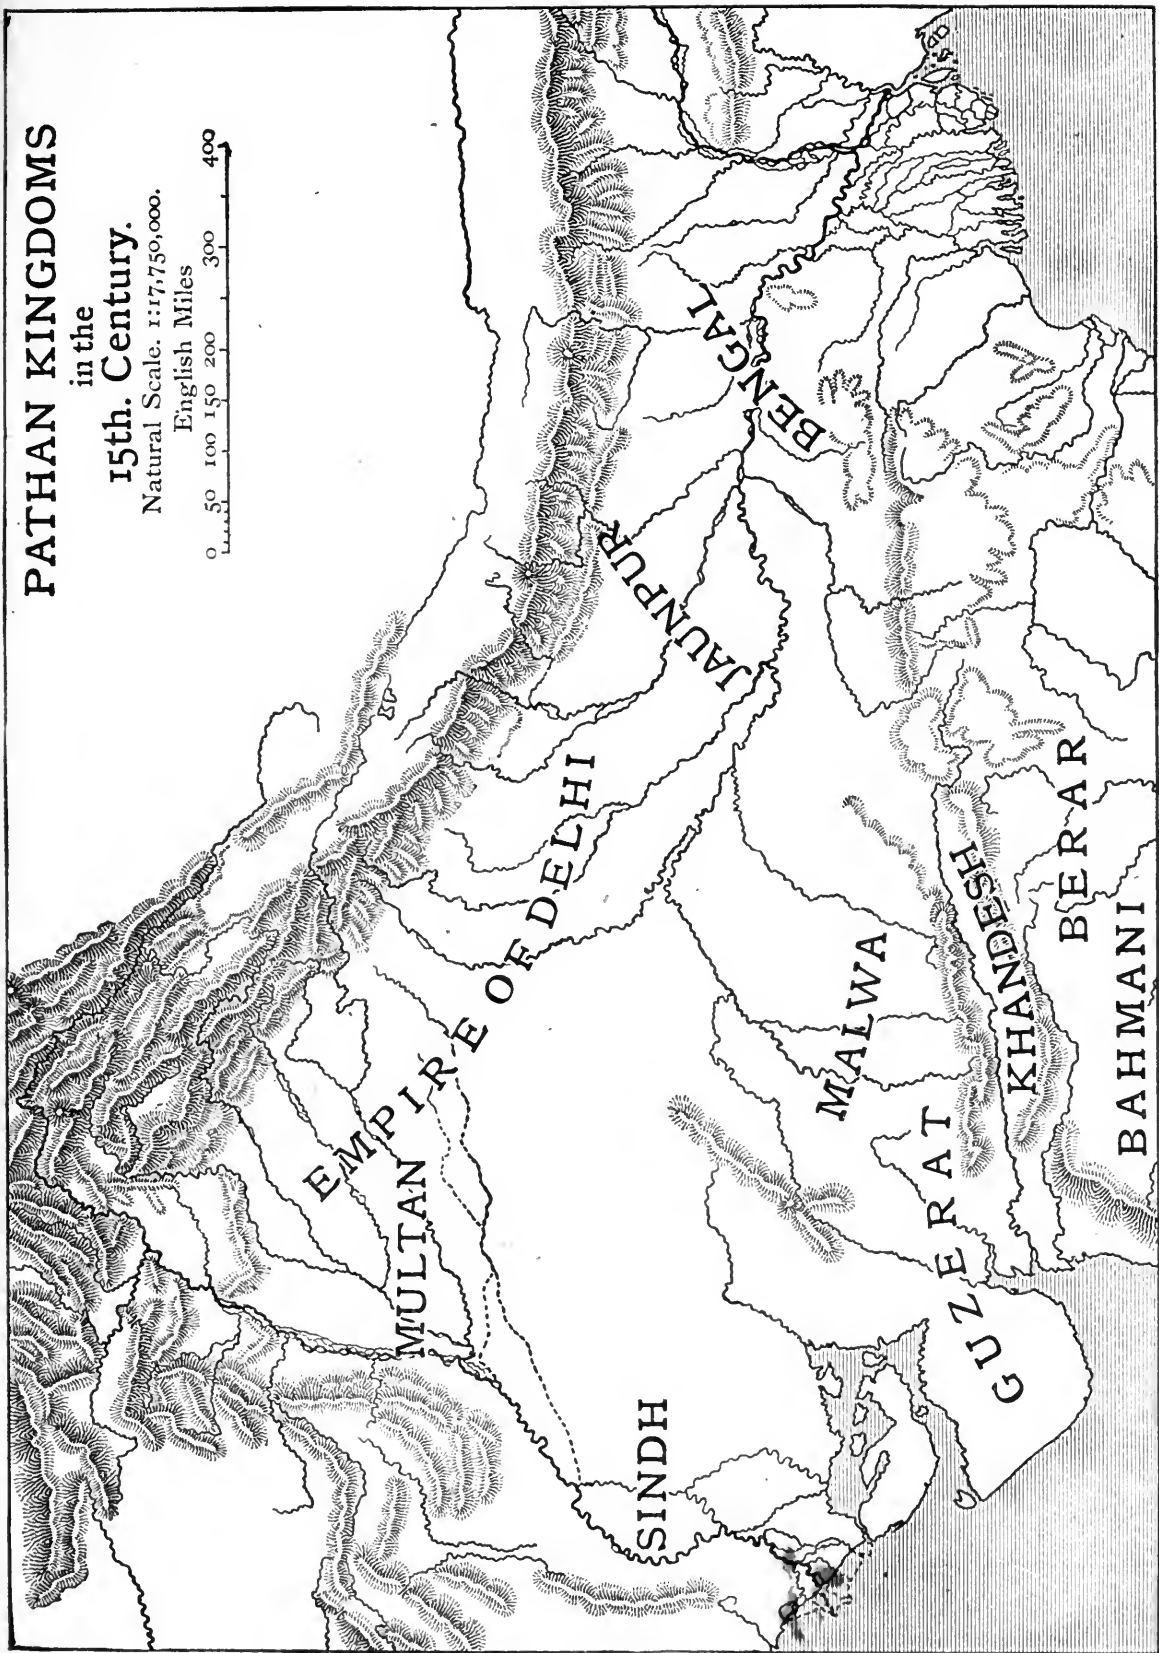 PATHAN KINGDOMS
in the
15th. Century.
Natural Scale. 1:17,750,000.
English Miles
0 50 100 150 200 300 400
EMPIRE OF DELHI
MULTAN
JAUNPUR
BENGAL
SINDH
MALWA
GUZERAT
KHANDESH
BERAR
BAHMANI